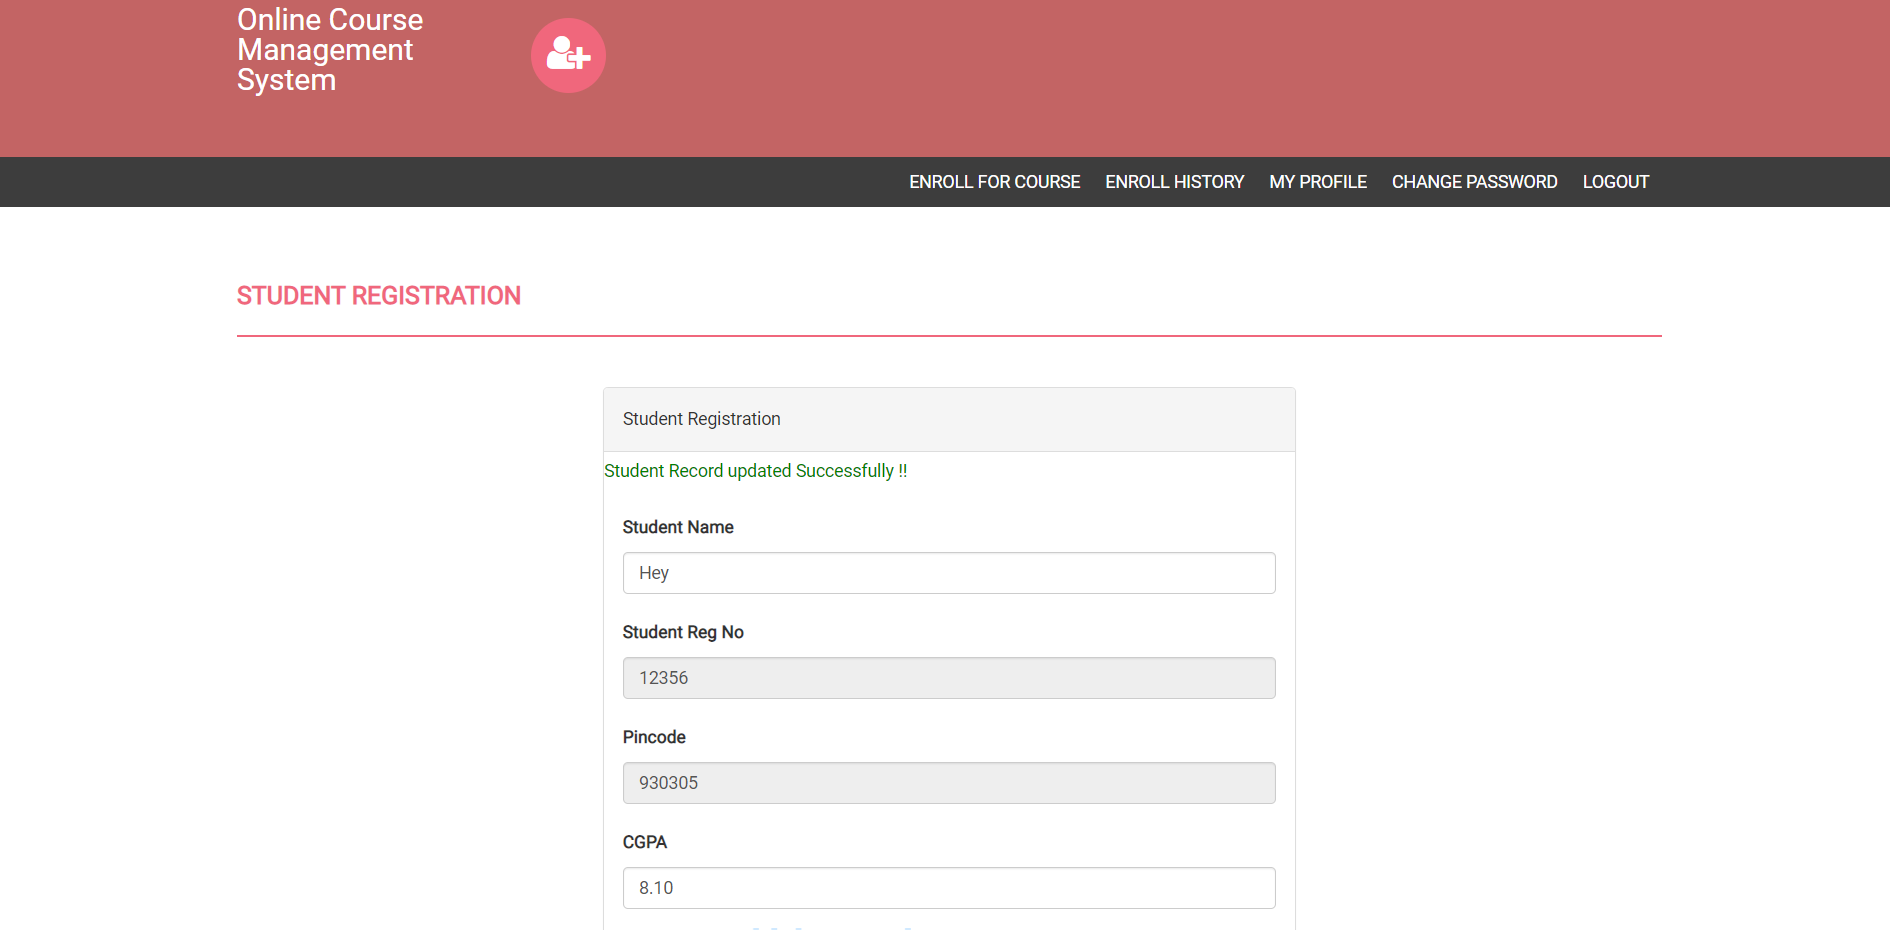 Online Course
Management
System
ENROLL FOR COURSE ENROLL HISTORY MY PROFILE CHANGE PASSWORD LOGOUT
STUDENT REGISTRATION
Student Registration
Student Record updated Successfully !!
Student Name
Hey
Student Reg No
12356
Pincode
930305
CGPA
8.10